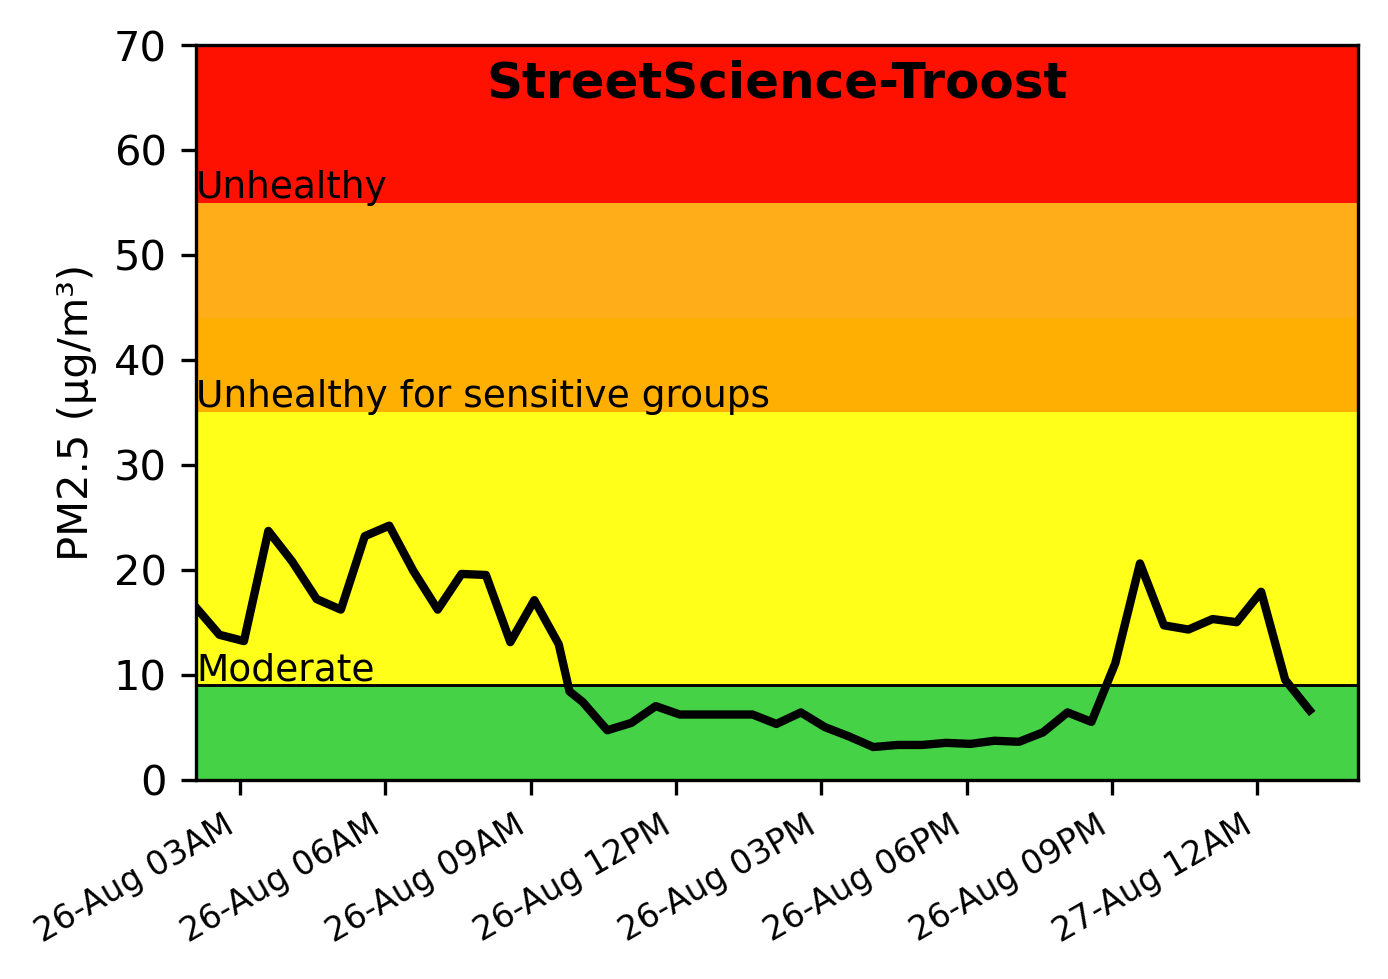 StreetScience-Troost
70
60
50
40
30
20
10
0
PM2.5 (µg/m³)
Unhealthy
Unhealthy for sensitive groups
Moderate
26-Aug 03AM
26-Aug 06AM
26-Aug 09AM
26-Aug 12PM
26-Aug 03PM
26-Aug 06PM
26-Aug 09PM
27-Aug 12AM